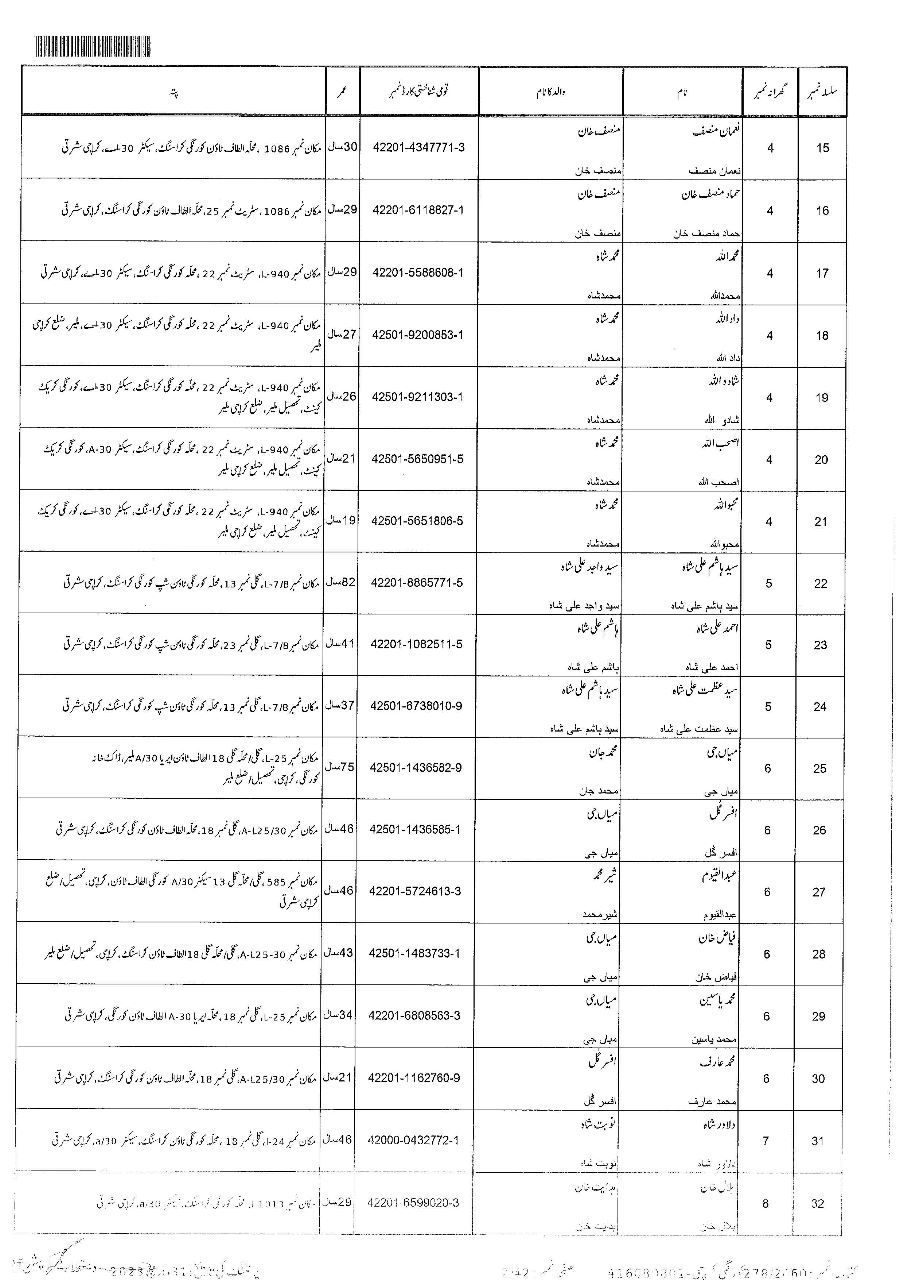 سلسلہ نمبر | گھرانہ نمبر | نام | والد کا نام | قومی شناختی کارڈ نمبر | عمر | پتہ
15 | 4 | نعمان منصف | منصف خان | 42201-4347771-3 | 30سال | مکان نمبر 1086 ، محلہ الطاف ٹاؤن کورنگی کراسنگ، سیکٹر 30 اے، کراچی شرقی
نعمان منصف | منصف خان
16 | 4 | حماد منصف خان | منصف خان | 42201-6118827-1 | 29سال | مکان نمبر 1086، سٹریٹ نمبر 25، محلہ الطاف ٹاؤن کورنگی کراسنگ، کراچی شرقی
حماد منصف خان | منصف خان
17 | 4 | محمد اللہ | محمد شاہ | 42201-5588608-1 | 29سال | مکان نمبر L-940، سٹریٹ نمبر 22 ، محلہ کورنگی کراسنگ، سیکٹر 30 اے، کراچی شرقی
محمداللہ | محمدشاہ
18 | 4 | داد اللہ | محمد شاہ | 42501-9200853-1 | 27سال | مکان نمبر L-940، سٹریٹ نمبر 22 ، محلہ کورنگی کراسنگ، سیکٹر 30 اے، ملیر، ضلع کراچی
ملیر
داد اللہ | محمدشاہ
19 | 4 | شادو اللہ | محمد شاہ | 42501-9211303-1 | 26سال | مکان نمبر L-940، سٹریٹ نمبر 22 ، محلہ کورنگی کراسنگ، سیکٹر 30 اے، کورنگی کریک
کینٹ، تحصیل ملیر، ضلع کراچی ملیر
شادو اللہ | محمدشاہ
20 | 4 | اصحب اللہ | محمد شاہ | 42501-5650951-5 | 21سال | مکان نمبر L-940، سٹریٹ نمبر 22 ، محلہ کورنگی کراسنگ، سیکٹر A-30، کورنگی کریک
کینٹ، تحصیل ملیر، ضلع کراچی ملیر
اصحب اللہ | محمدشاہ
21 | 4 | محبو اللہ | محمد شاہ | 42501-5651806-5 | 19سال | مکان نمبر L-940، سٹریٹ نمبر 22 ، محلہ کورنگی کراسنگ، سیکٹر 30 اے، کورنگی کریک
کینٹ، تحصیل ملیر، ضلع کراچی ملیر
محبو اللہ | محمدشاہ
22 | 5 | سید ہاشم علی شاہ | سید واجد علی شاہ | 42201-8865771-5 | 82سال | مکان نمبر L-7/B، گلی نمبر 13، محلہ کورنگی ٹاؤن شپ کورنگی کراسنگ، کراچی شرقی
سید ہاشم علی شاہ | سید واجد علی شاہ
23 | 5 | احمد علی شاہ | ہاشم علی شاہ | 42201-1082511-5 | 41سال | مکان نمبر L-7/B، گلی نمبر 23، محلہ کورنگی ٹاؤن شپ کورنگی کراسنگ، کراچی شرقی
احمد علی شاہ | ہاشم علی شاہ
24 | 5 | سید عظمت علی شاہ | سید ہاشم علی شاہ | 42501-6738010-9 | 37سال | مکان نمبر L-7/B، گلی نمبر 13، محلہ کورنگی ٹاؤن شپ کورنگی کراسنگ، کراچی شرقی
سید عظمت علی شاہ | سید ہاشم علی شاہ
25 | 6 | میاں جی | محمد جان | 42501-1436582-9 | 75سال | مکان نمبر L-25، گلی/محلہ گلی 18 الطاف ٹاؤن ایریا A/30 ملیر، ڈاک خانہ
کورنگی، کراچی، تحصیل/ضلع ملیر
میاں جی | محمد جان
26 | 6 | افسر گل | میاں جی | 42501-1436585-1 | 46سال | مکان نمبر A-L25/30، گلی نمبر 18، محلہ الطاف ٹاؤن کورنگی کراسنگ، کراچی شرقی
افسر گل | میاں جی
27 | 6 | عبدالقیوم | شیر محمد | 42201-5724613-3 | 46سال | مکان نمبر 585، گلی/محلہ گلی 13 سیکٹر A/30 کورنگی الطاف ٹاؤن، کراچی، تحصیل/ضلع
کراچی شرقی
عبدالقیوم | شیرمحمد
28 | 6 | فیاض خان | میاں جی | 42501-1483733-1 | 43سال | مکان نمبر A-L25-30، گلی/محلہ گلی 18 الطاف ٹاؤن کراسنگ، کراچی، تحصیل/ضلع ملیر
فیاض خان | میاں جی
29 | 6 | محمد یاسین | میاں جی | 42201-6808563-3 | 34سال | مکان نمبر L-25، گلی نمبر 18، محلہ ایریا A-30 الطاف ٹاؤن کورنگی، کراچی شرقی
محمد یاسین | میاں جی
30 | 6 | محمد عارف | افسر گل | 42201-1162760-9 | 21سال | مکان نمبر A-L25/30، گلی نمبر 18، محلہ الطاف ٹاؤن کورنگی کراسنگ، کراچی شرقی
محمد عارف | افسر گل
31 | 7 | دلاور شاہ | نوبت شاہ | 42000-0432772-1 | 46سال | مکان نمبر L-24، گلی نمبر 18 ، محلہ کورنگی ٹاؤن کراسنگ، سیکٹر a/30، کراچی شرقی
دلاور شاہ | نوبت شاہ
32 | 8 | بلال خان | ہدایت خان | 42201-6599020-3 | 29سال | مکان نمبر L-1013، محلہ کورنگی کراسنگ، سیکٹر a/30، کراچی شرقی
بلال خان
صفحہ نمبر 2-42